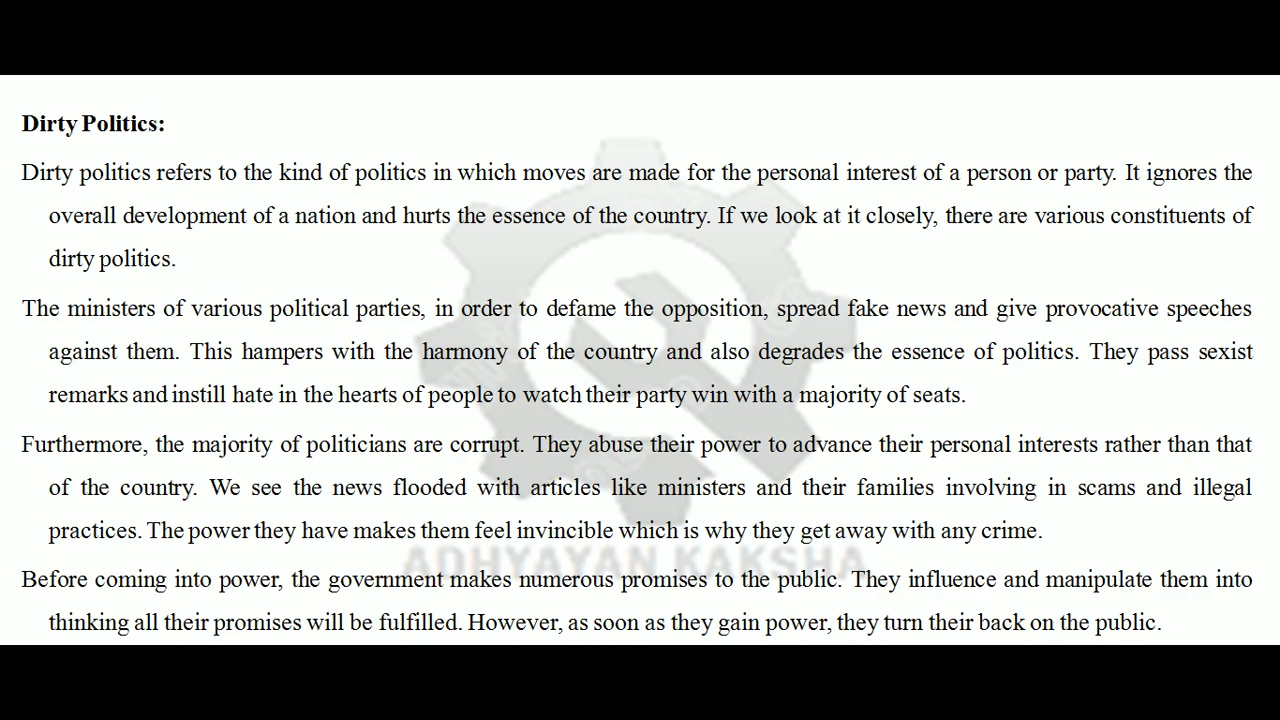 Dirty Politics:
Dirty politics refers to the kind of politics in which moves are made for the personal interest of a person or party. It ignores the
overall development of a nation and hurts the essence of the country. If we look at it closely, there are various constituents of
dirty politics.
The ministers of various political parties, in order to defame the opposition, spread fake news and give provocative speeches
against them. This hampers with the harmony of the country and also degrades the essence of politics. They pass sexist
remarks and instill hate in the hearts of people to watch their party win with a majority of seats.
Furthermore, the majority of politicians are corrupt. They abuse their power to advance their personal interests rather than that
of the country. We see the news flooded with articles like ministers and their families involving in scams and illegal
practices. The power they have makes them feel invincible which is why they get away with any crime.
ADHYAYAN KAKSHA
Before coming into power, the government makes numerous promises to the public. They influence and manipulate them into
thinking all their promises will be fulfilled. However, as soon as they gain power, they turn their back on the public.